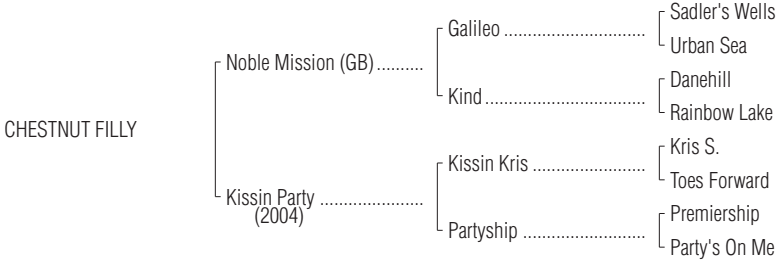 Sadler's Wells
Galileo ..............................
Urban Sea
Noble Mission (GB) ..........
Danehill
Kind ..................................
Rainbow Lake
CHESTNUT FILLY
Kris S.
Kissin Kris ........................
Toes Forward
Kissin Party ......................
(2004)
Premiership
Partyship ..........................
Party's On Me